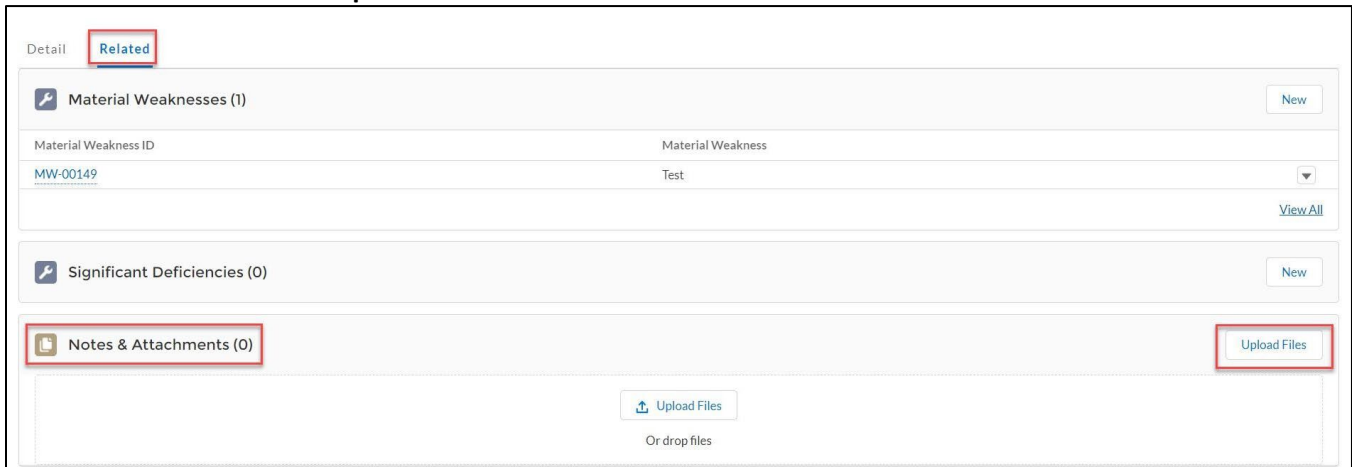 Detail Related
Material Weaknesses (1) New
Material Weakness ID Material Weakness
MW-00149 Test
View All
Significant Deficiencies (0) New
Notes & Attachments (0) Upload Files
Upload Files
Or drop files